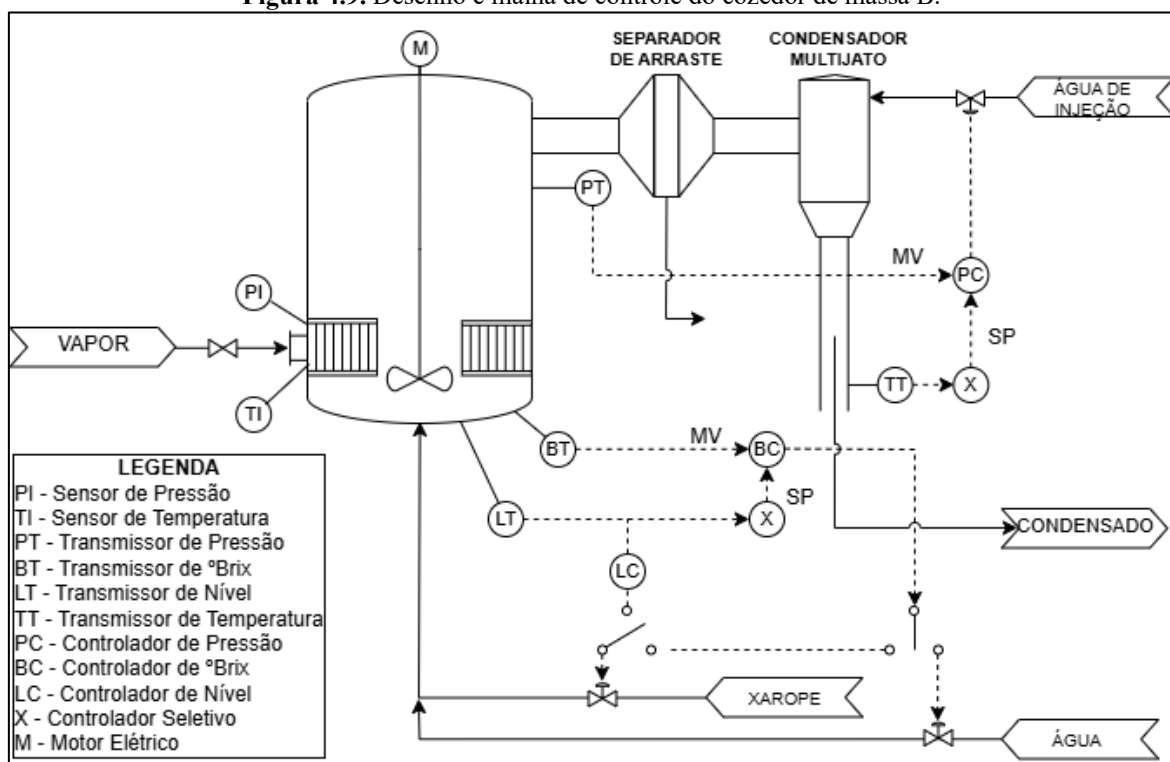 Figura 4.9. Desenho e malha de controle do cozedor de massa B.
SEPARADOR
DE ARRASTE
CONDENSADOR
MULTIJATO
M
ÁGUA DE
INJEÇÃO
PT
MV
PC
PI
SP
VAPOR
TT
X
TI
BT
MV
BC
SP
LT
X
CONDENSADO
LC
XAROPE
ÁGUA
LEGENDA
PI - Sensor de Pressão
TI - Sensor de Temperatura
PT - Transmissor de Pressão
BT - Transmissor de ºBrix
LT - Transmissor de Nível
TT - Transmissor de Temperatura
PC - Controlador de Pressão
BC - Controlador de ºBrix
LC - Controlador de Nível
X - Controlador Seletivo
M - Motor Elétrico